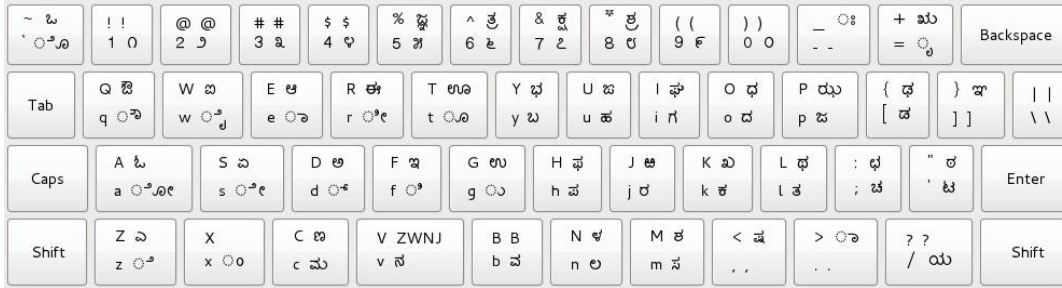 ~ ಒ ! ! @ @ # # $ $ % ಜ್ಞ ^ ತ್ರ & ಕ್ಷ * ಶ್ರ ( ( ) ) _ ಃ + ಋ Backspace
` ೊ 1 ೧ 2 ೨ 3 ೩ 4 ೪ 5 ೫ 6 ೬ 7 ೭ 8 ೮ 9 ೯ 0 ೦ - - = ೃ
Tab Q ಔ W ಐ E ಆ R ಈ T ಊ Y ಭ U ಙ I ಘ O ಧ P ಝ { ಢ } ಞ | |
q ೌ w ೈ e ಾ r ೀ t ೂ y ಬ u ಹ i ಗ o ದ p ಜ [ ಡ ] ] \ \
Caps A ಓ S ಏ D ಅ F ಇ G ಉ H ಫ J ಱ K ಖ L ಥ : ಛ " ಠ Enter
a ೋ s ೇ d ್ f ಿ g ು h ಪ j ರ k ಕ l ತ ; ಚ ' ಟ
Shift Z ಎ X C ಣ V ZWNJ B B N ಳ M ಶ < ಷ > ಾ ? ? Shift
z ೆ x ಂ c ಮ v ನ b ವ n ಲ m ಸ , , . . / ಯ